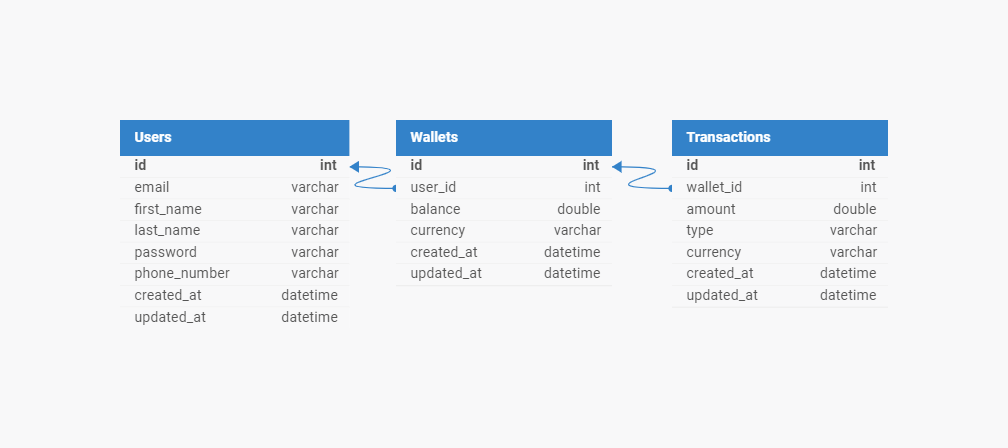 Users
id int
email varchar
first_name varchar
last_name varchar
password varchar
phone_number varchar
created_at datetime
updated_at datetime
Wallets
id int
user_id int
balance double
currency varchar
created_at datetime
updated_at datetime
Transactions
id int
wallet_id int
amount double
type varchar
currency varchar
created_at datetime
updated_at datetime